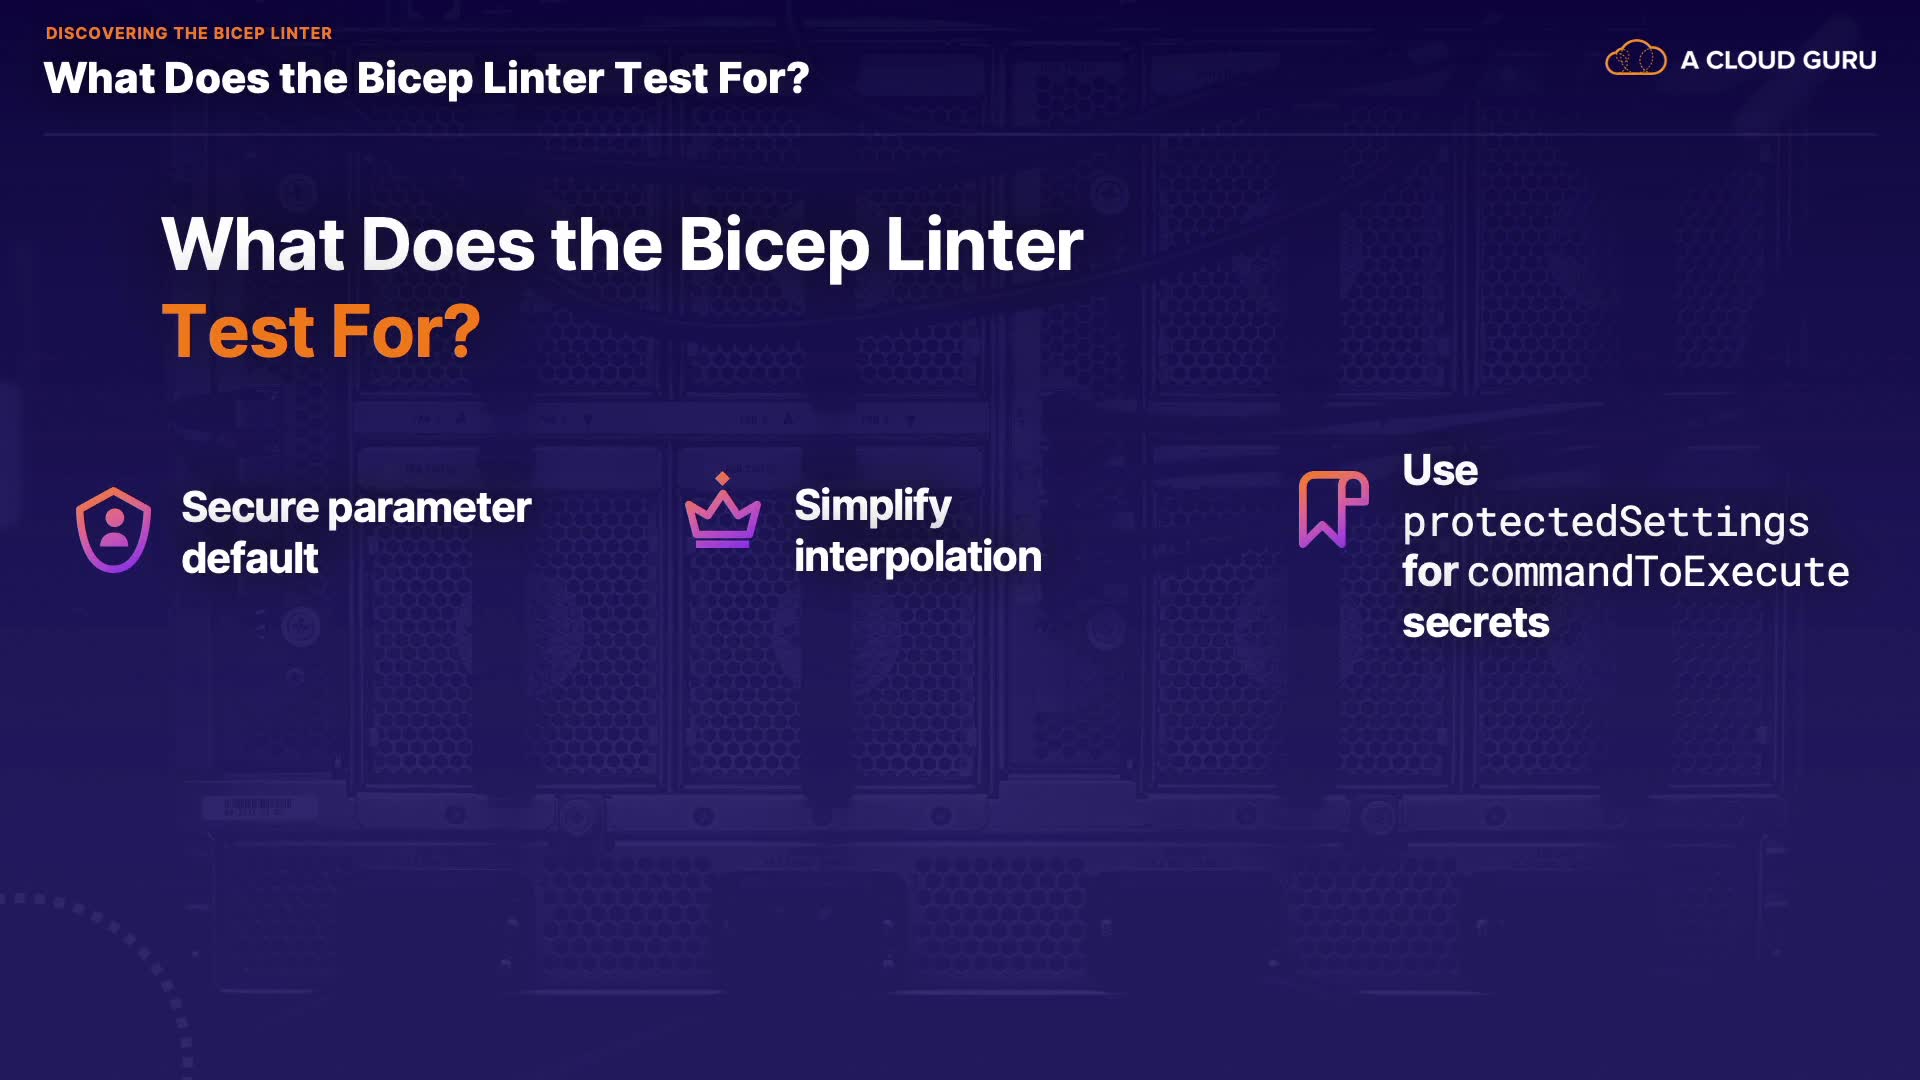 DISCOVERING THE BICEP LINTER
What Does the Bicep Linter Test For?
A CLOUD GURU
What Does the Bicep Linter
Test For?
Secure parameter
default
Simplify
interpolation
Use
protectedSettings
for commandToExecute
secrets